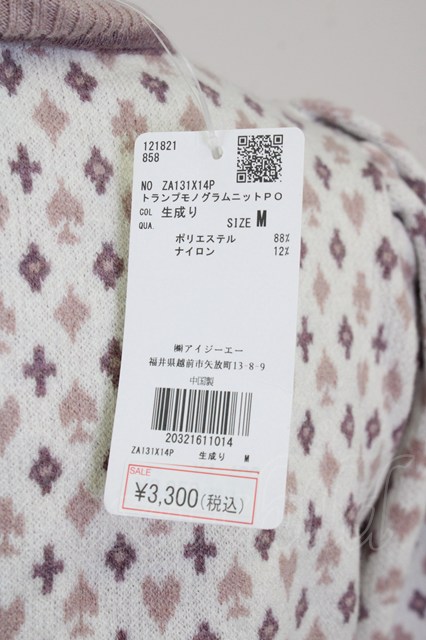 121821
858
NO ZA131X14P
トランプモノグラムニットPO
COL 生成り
QUA. SIZE M
ポリエステル 88%
ナイロン 12%
㈱アイジーエー
福井県越前市矢放町13-8-9
中国製
20321611014
ZA131X14P 生成り M
SALE
¥3,300(税込)